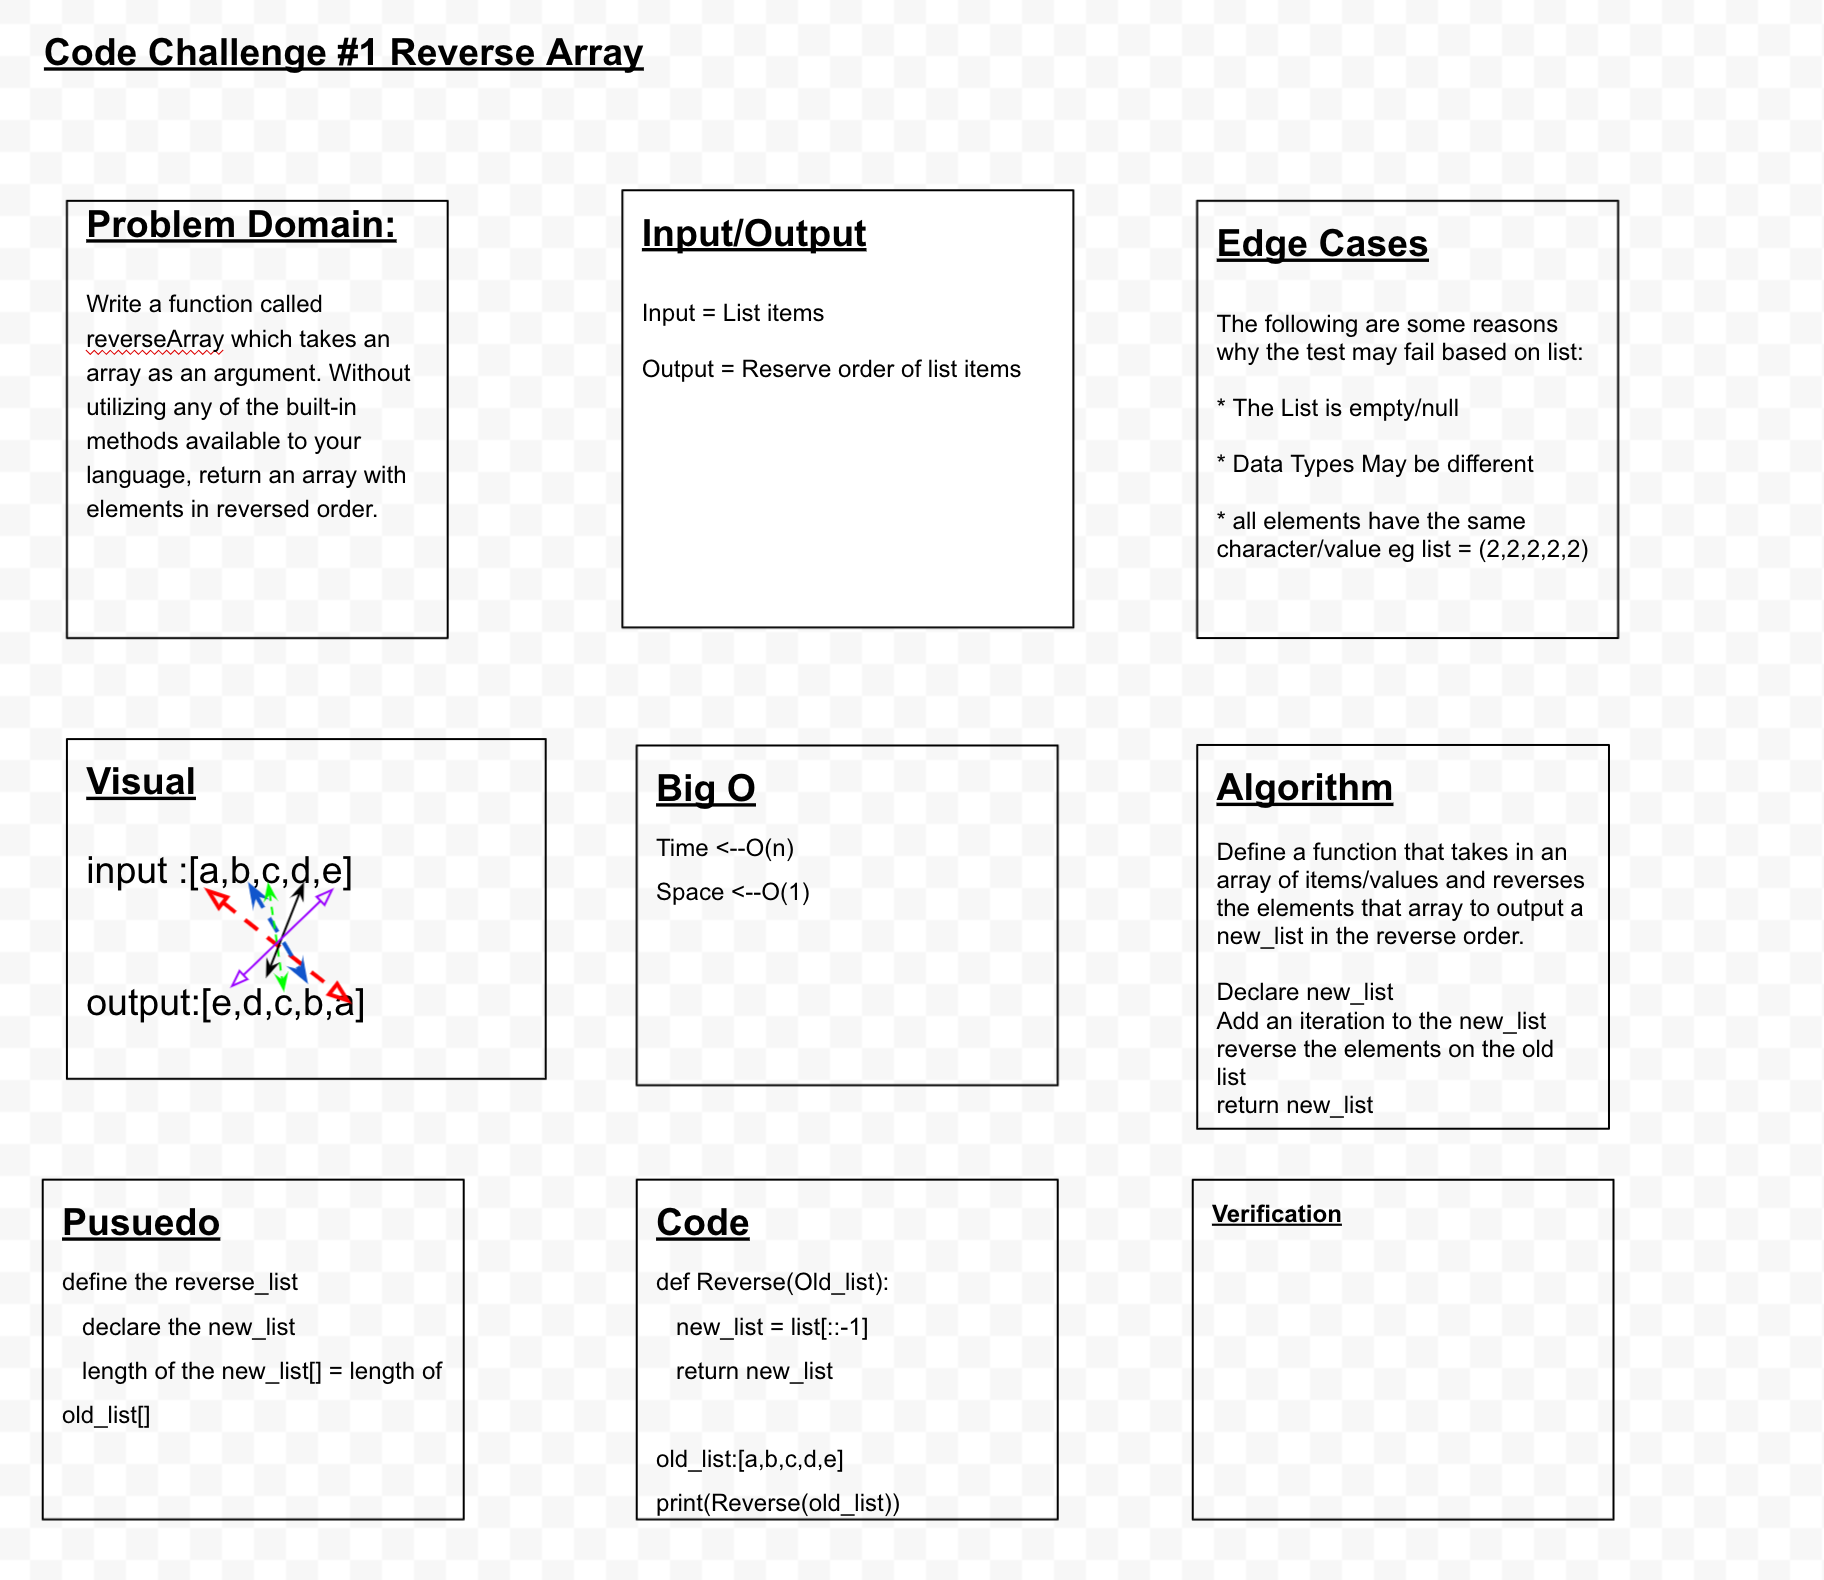 Code Challenge #1 Reverse Array
Problem Domain:
Write a function called
reverseArray which takes an
array as an argument. Without
utilizing any of the built-in
methods available to your
language, return an array with
elements in reversed order.
Input/Output
Input = List items
Output = Reserve order of list items
Edge Cases
The following are some reasons
why the test may fail based on list:
* The List is empty/null
* Data Types May be different
* all elements have the same
character/value eg list = (2,2,2,2,2)
Visual
input :[a,b,c,d,e]
output:[e,d,c,b,a]
Big O
Time <--O(n)
Space <--O(1)
Algorithm
Define a function that takes in an
array of items/values and reverses
the elements that array to output a
new_list in the reverse order.
Declare new_list
Add an iteration to the new_list
reverse the elements on the old
list
return new_list
Pusuedo
define the reverse_list
declare the new_list
length of the new_list[] = length of
old_list[]
Code
def Reverse(Old_list):
new_list = list[::-1]
return new_list
old_list:[a,b,c,d,e]
print(Reverse(old_list))
Verification